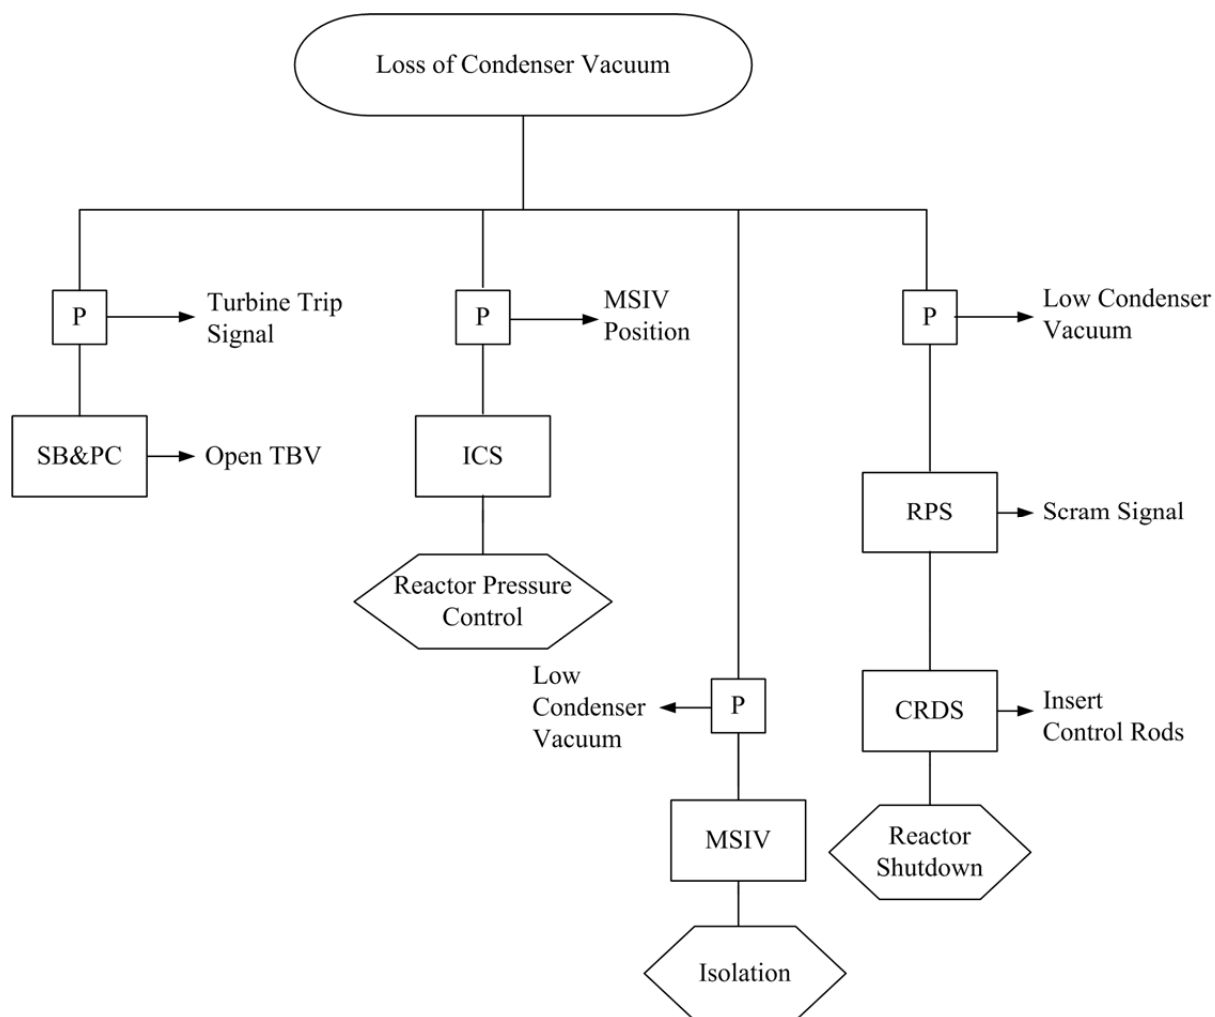 Loss of Condenser Vacuum
P
Turbine Trip
Signal
P
MSIV
Position
P
Low Condenser
Vacuum
SB&PC
Open TBV
ICS
RPS
Scram Signal
Reactor Pressure
Control
Low
Condenser
Vacuum
P
CRDS
Insert
Control Rods
MSIV
Reactor
Shutdown
Isolation